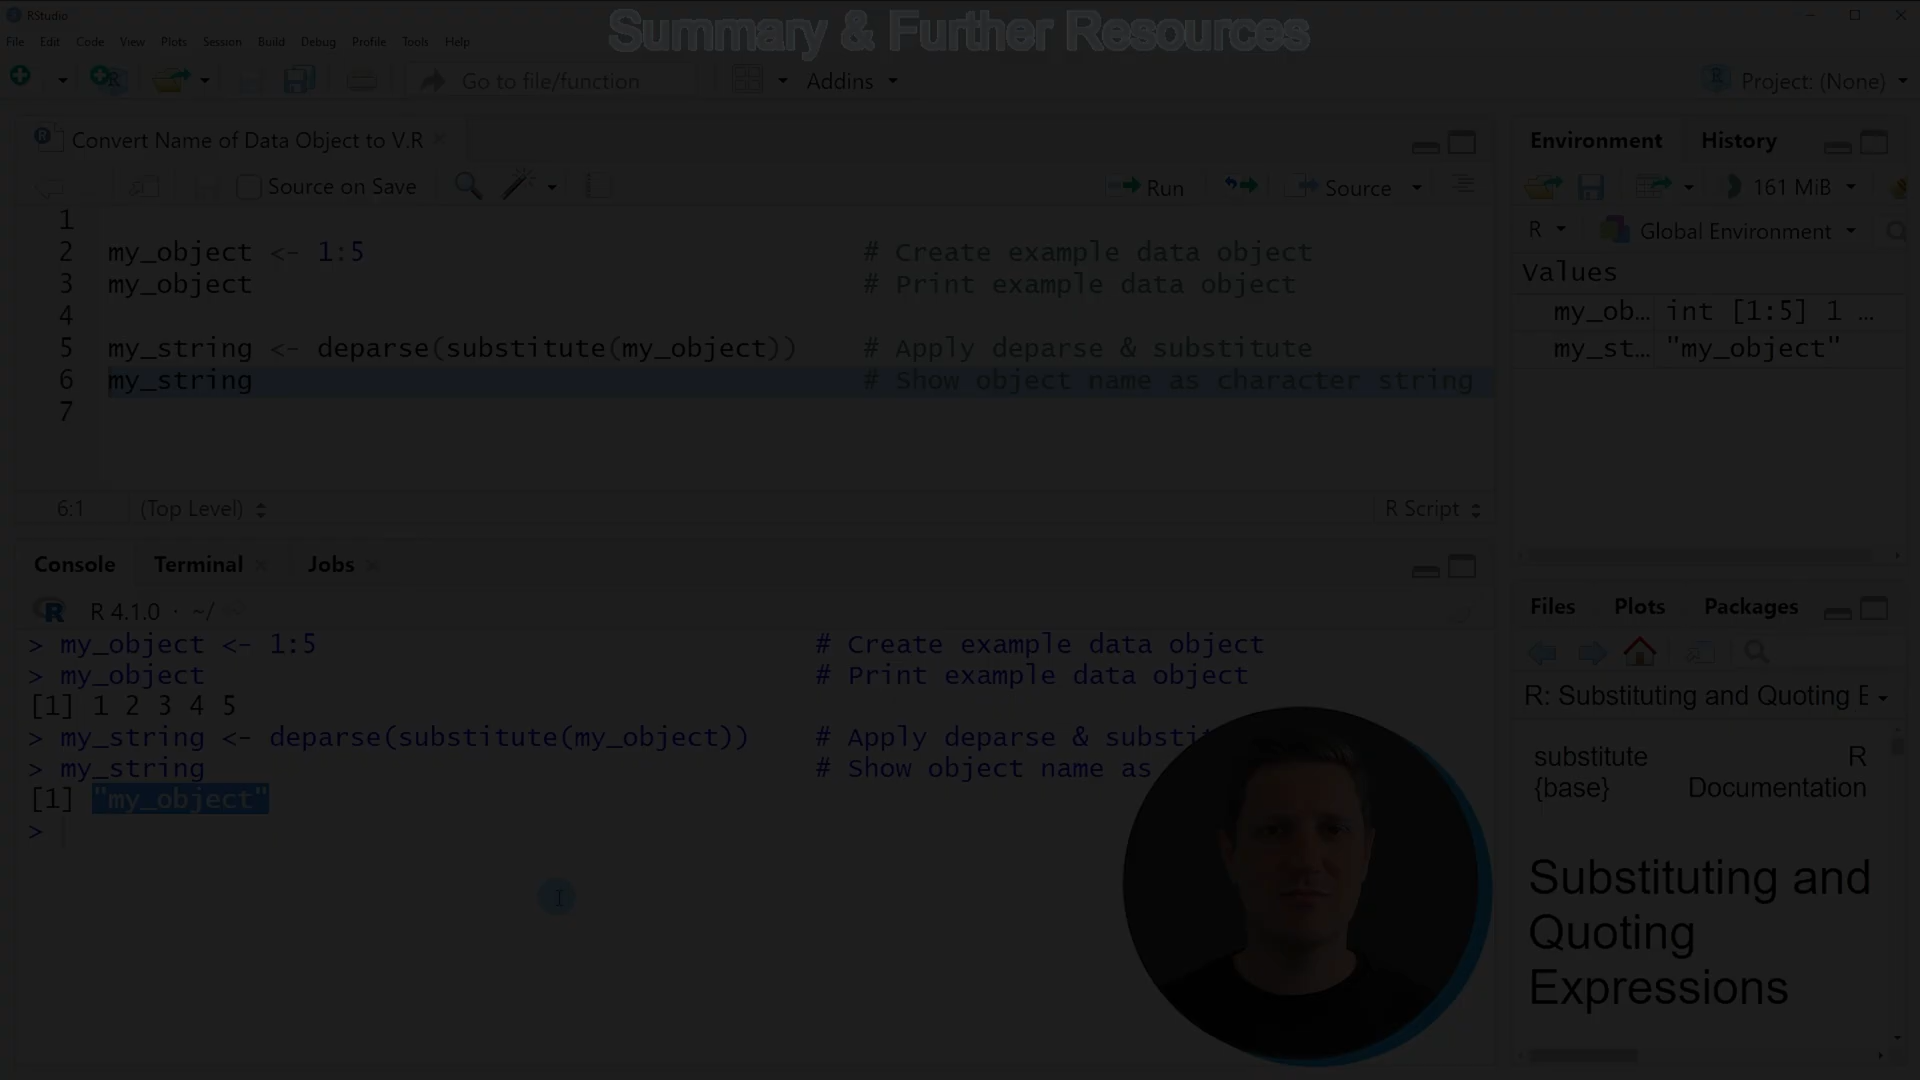 RStudio
Summary & Further Resources
File Edit Code View Plots Session Build Debug Profile Tools Help
Go to file/function Addins Project: (None)
Convert Name of Data Object to V.R
Source on Save Run Source
1
2 my_object <- 1:5 # Create example data object
3 my_object # Print example data object
4
5 my_string <- deparse(substitute(my_object)) # Apply deparse & substitute
6 my_string # Show object name as character string
7
6:1 (Top Level) R Script
Console Terminal Jobs
R 4.1.0 · ~/
> my_object <- 1:5 # Create example data object
> my_object # Print example data object
[1] 1 2 3 4 5
> my_string <- deparse(substitute(my_object)) # Apply deparse & substit
> my_string # Show object name as
[1] "my_object"
>
Environment History
161 MiB
R Global Environment
Values
my_ob… int [1:5] 1 …
my_st… "my_object"
Files Plots Packages
R: Substituting and Quoting E
substitute R
{base} Documentation
Substituting and
Quoting
Expressions